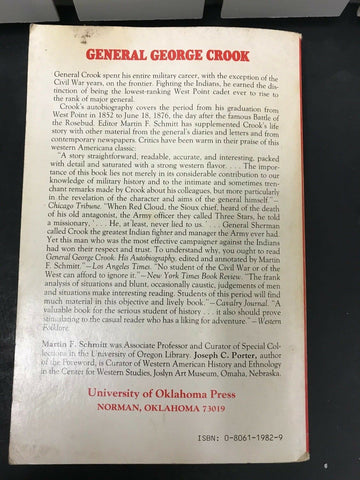 GENERAL GEORGE CROOK
General Crook spent his entire military career, with the exception of the
Civil War years, on the frontier. Fighting the Indians, he earned the dis-
tinction of being the lowest-ranking West Point cadet ever to rise to
the rank of major general.
Crook's autobiography covers the period from his graduation from
West Point in 1852 to June 18, 1876, the day after the famous Battle of
the Rosebud. Editor Martin F. Schmitt has supplemented Crook's life
story with other material from the general's diaries and letters and from
contemporary newspapers. Critics have been warm in their praise of this
western Americana classic:
"A story straightforward, readable, accurate, and interesting, packed
with detail and saturated with a strong western flavor. . . . The impor-
tance of this book lies not merely in its considerable contribution to our
knowledge of military history and to the intimate and sometimes tren-
chant remarks made by Crook about his colleagues, but more particularly
in the revelation of the character and aims of the general himself."—
Chicago Tribune. "When Red Cloud, the Sioux chief, heard of the death
of his old antagonist, the Army officer they called Three Stars, he told
a missionary, '. . . He, at least, never lied to us.' . . . General Sherman
called Crook the greatest Indian fighter and manager the Army ever had.
Yet this man who was the most effective campaigner against the Indians
had won their respect and trust. To understand why, you ought to read
General George Crook: His Autobiography, edited and annotated by Martin
F. Schmitt."—Los Angeles Times. "No student of the Civil War or of the
West can afford to ignore it."—New York Times Book Review. "The frank
analysis of situations and blunt, occasionally caustic, judgements of men
and situations make interesting reading. Students of this period will find
much material in this objective and lively book."—Cavalry Journal. "A
valuable book for the serious student of history . . . it also should prove
stimulating to the casual reader who has a liking for adventure."—Western
Folklore.
Martin F. Schmitt was Associate Professor and Curator of Special Col-
lections in the University of Oregon Library. Joseph C. Porter, author
of the Foreword, is Curator of Western American History and Ethnology
in the Center for Western Studies, Joslyn Art Museum, Omaha, Nebraska.
University of Oklahoma Press
NORMAN, OKLAHOMA 73019
ISBN: 0-8061-1982-9